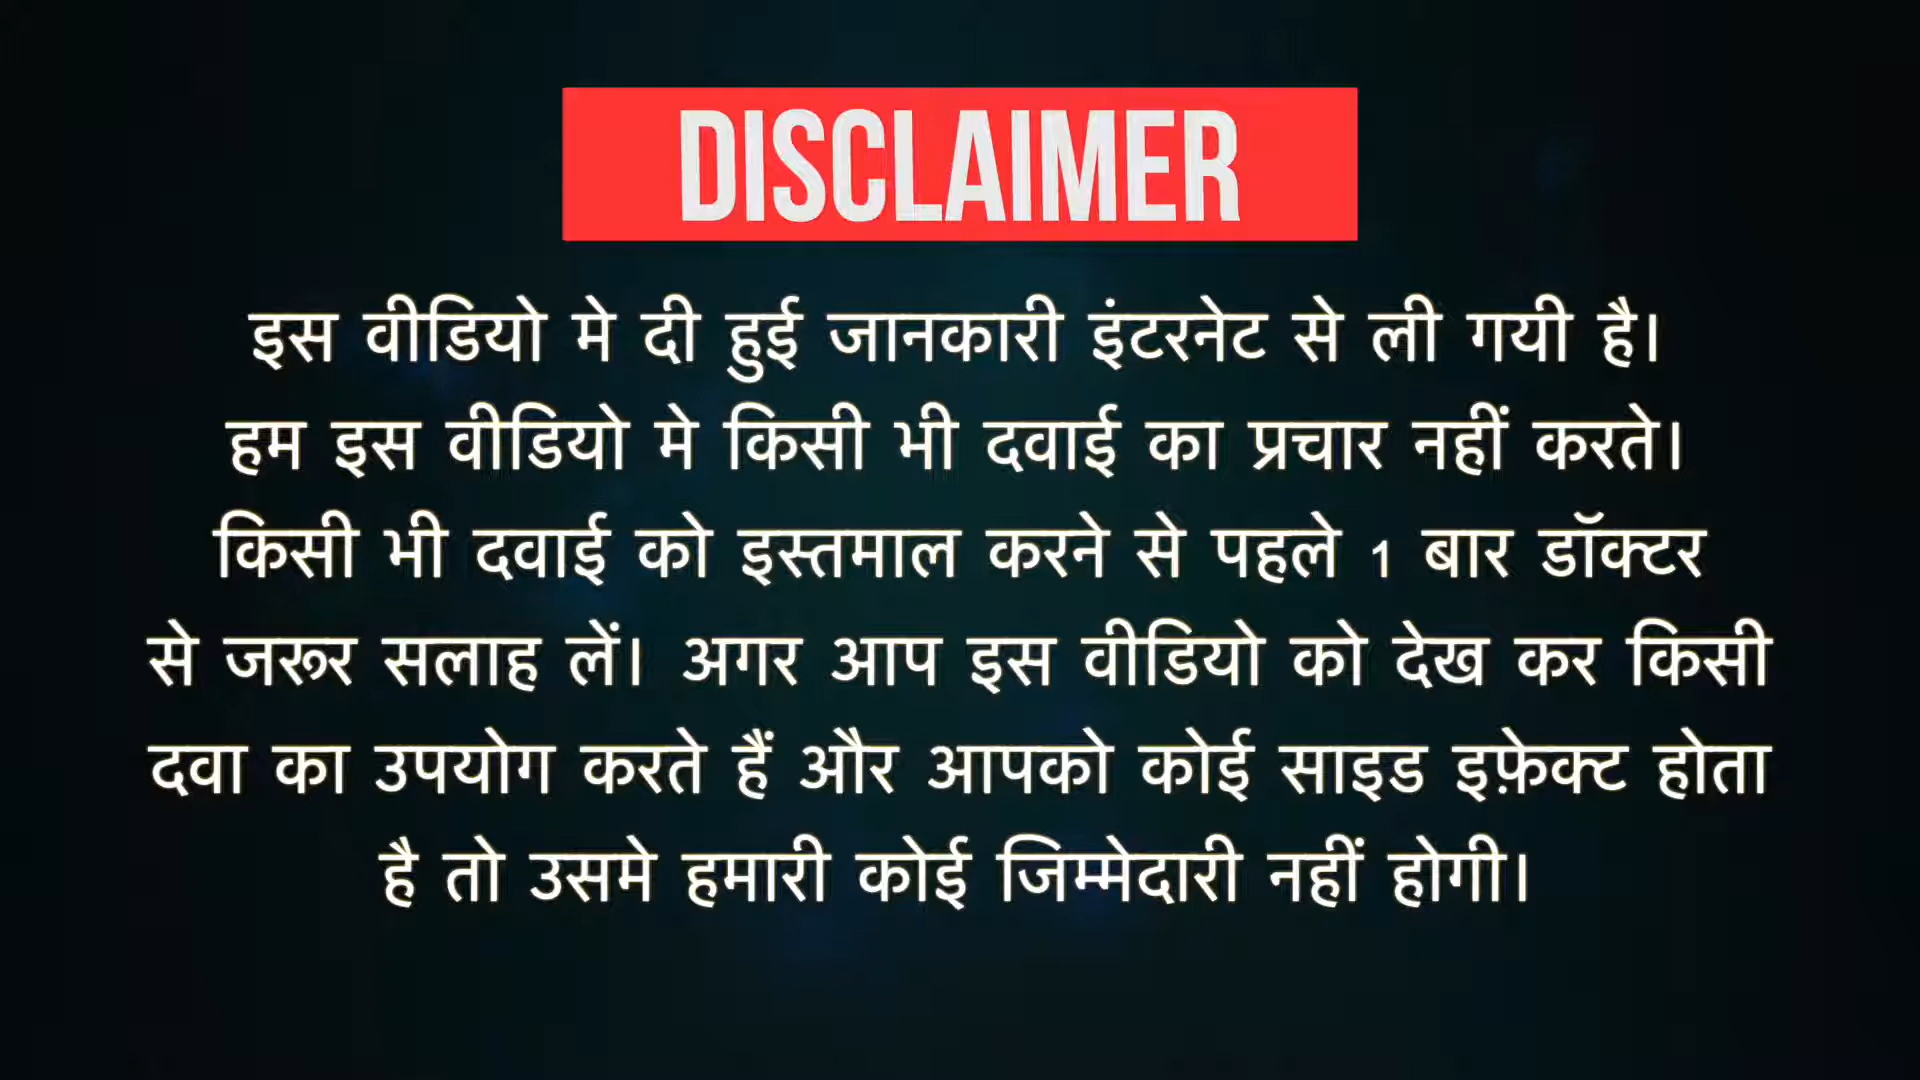 DISCLAIMER
इस वीडियो मे दी हुई जानकारी इंटरनेट से ली गयी है।
हम इस वीडियो मे किसी भी दवाई का प्रचार नहीं करते।
किसी भी दवाई को इस्तमाल करने से पहले 1 बार डॉक्टर
से जरूर सलाह लें। अगर आप इस वीडियो को देख कर किसी
दवा का उपयोग करते हैं और आपको कोई साइड इफ़ेक्ट होता
है तो उसमे हमारी कोई जिम्मेदारी नहीं होगी।